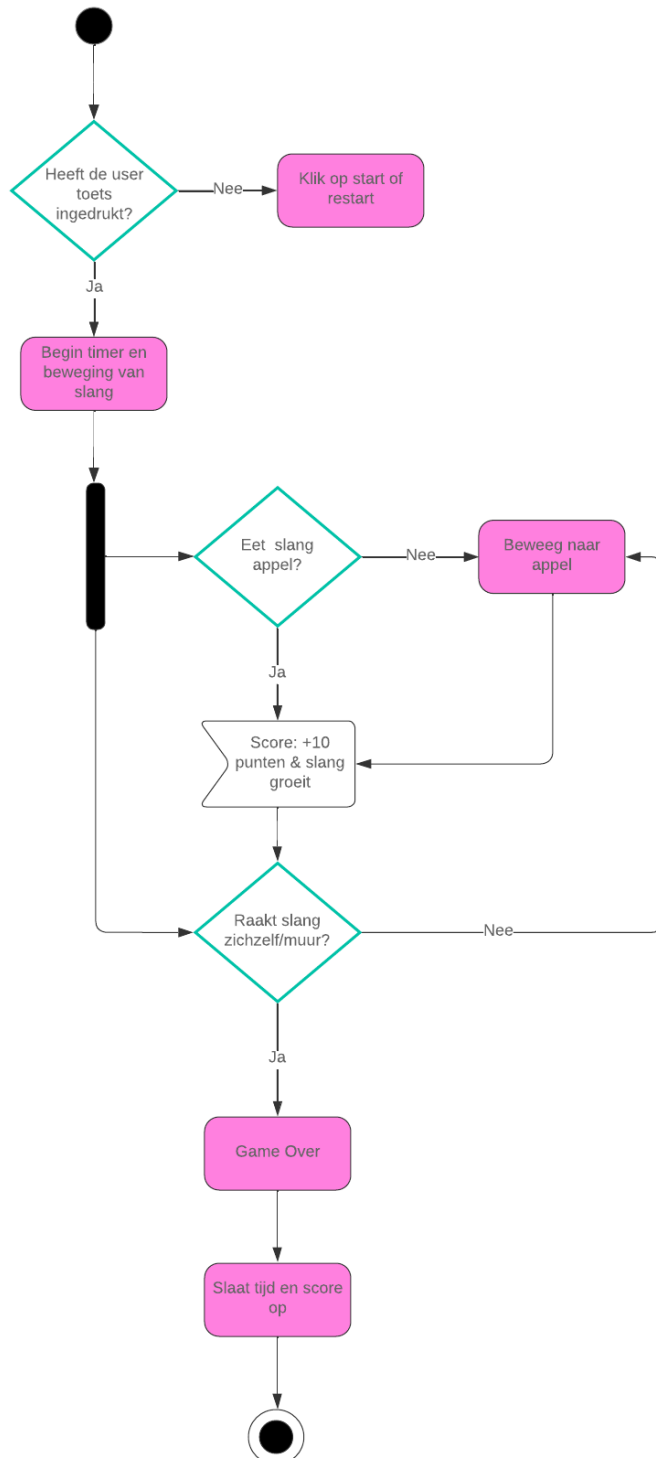 Heeft de user
toets
ingedrukt?
Nee
Klik op start of
restart
Ja
Begin timer en
beweging van
slang
Eet slang
appel?
Nee
Beweeg naar
appel
Ja
Score: +10
punten & slang
groeit
Raakt slang
zichzelf/muur?
Nee
Ja
Game Over
Slaat tijd en score
op